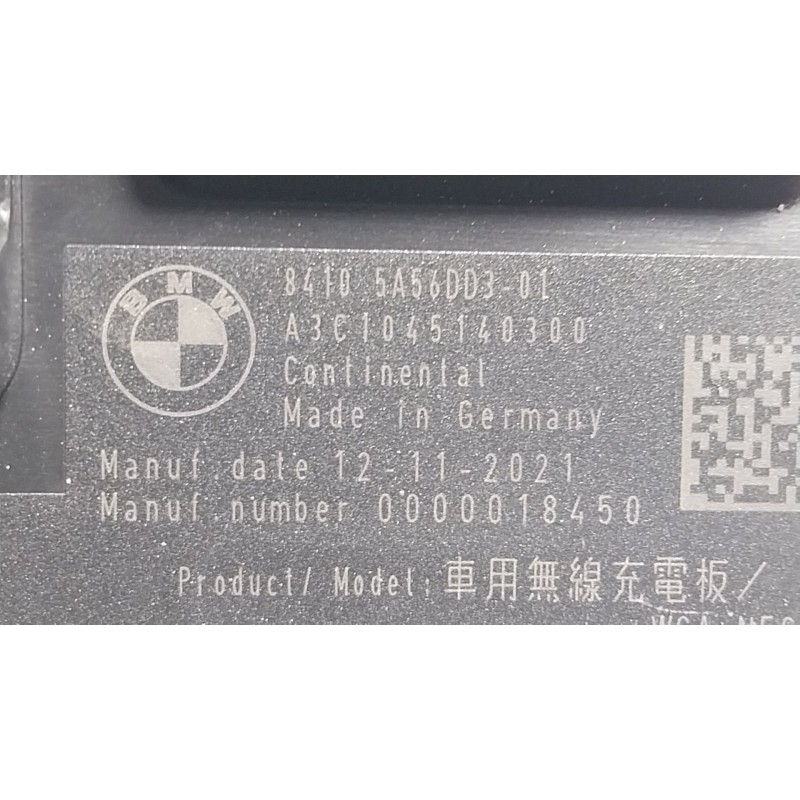 BMW
8410 5A56DD3-01
A3C1045140300
Continental
Made in Germany
Manuf.date 12-11-2021
Manuf.number 00000018450
Product/ Model: 車用無線充電板/